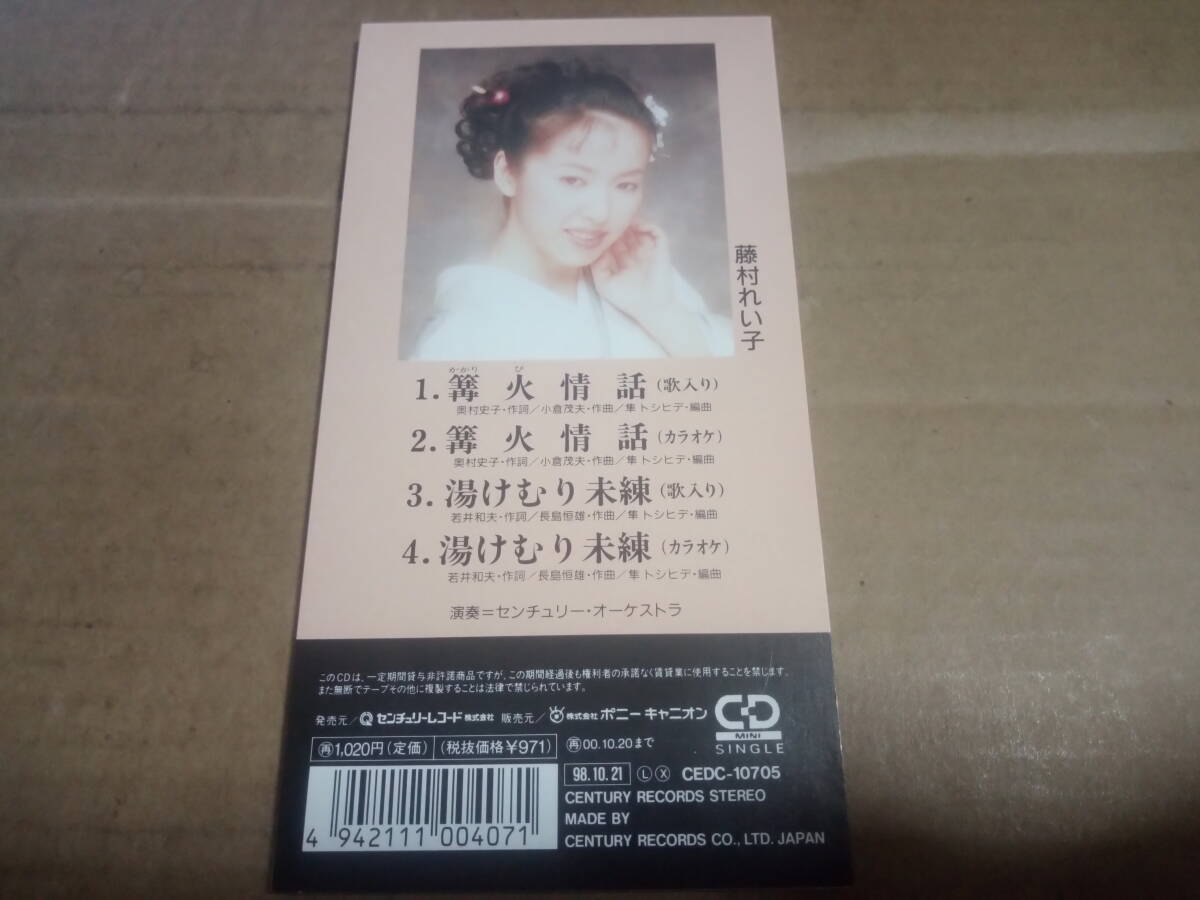 藤村れい子
かがり び
1. 篝火情話 (歌入り)
奥村史子・作詞/小倉茂夫・作曲/隼トシヒデ・編曲
2. 篝火情話 (カラオケ)
奥村史子・作詞/小倉茂夫・作曲/隼トシヒデ・編曲
3. 湯けむり未練 (歌入り)
若井和夫・作詞/長島恒雄・作曲/隼トシヒデ・編曲
4. 湯けむり未練 (カラオケ)
若井和夫・作詞/長島恒雄・作曲/隼トシヒデ・編曲
演奏=センチュリー・オーケストラ
このCDは、一定期間貸与非許諾商品ですが、この期間経過後も権利者の承諾なく賃貸業に使用することを禁じます。
また無断でテープその他に複製することは法律で禁じられています。
発売元/センチュリーレコード株式会社 販売元/株式会社ポニーキャニオン
CD
MINI
SINGLE
再1,020円(定価) (税抜価格¥971) 再00.10.20まで
98.10.21 Ⓛ Ⓧ CEDC-10705
CENTURY RECORDS STEREO
MADE BY
CENTURY RECORDS CO., LTD. JAPAN
4 942111 004071